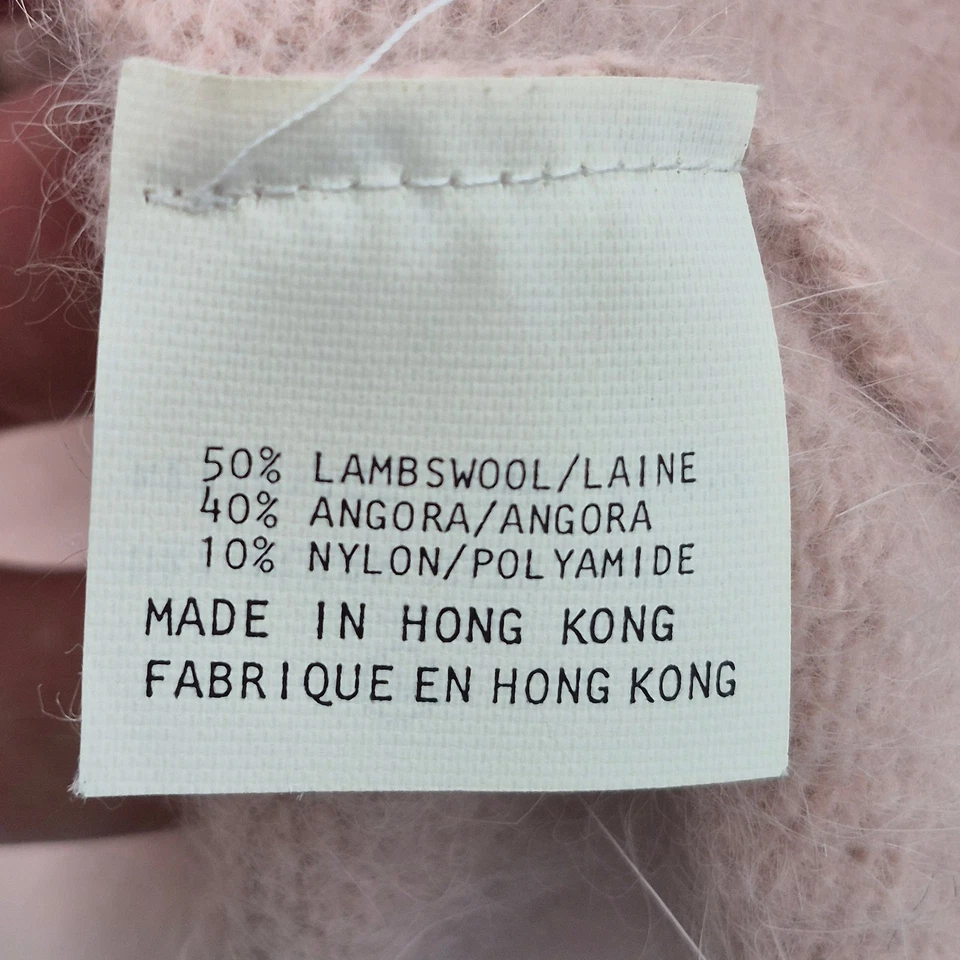 50% LAMBSWOOL/LAINE
40% ANGORA/ANGORA
10% NYLON/POLYAMIDE
MADE IN HONG KONG
FABRIQUE EN HONG KONG